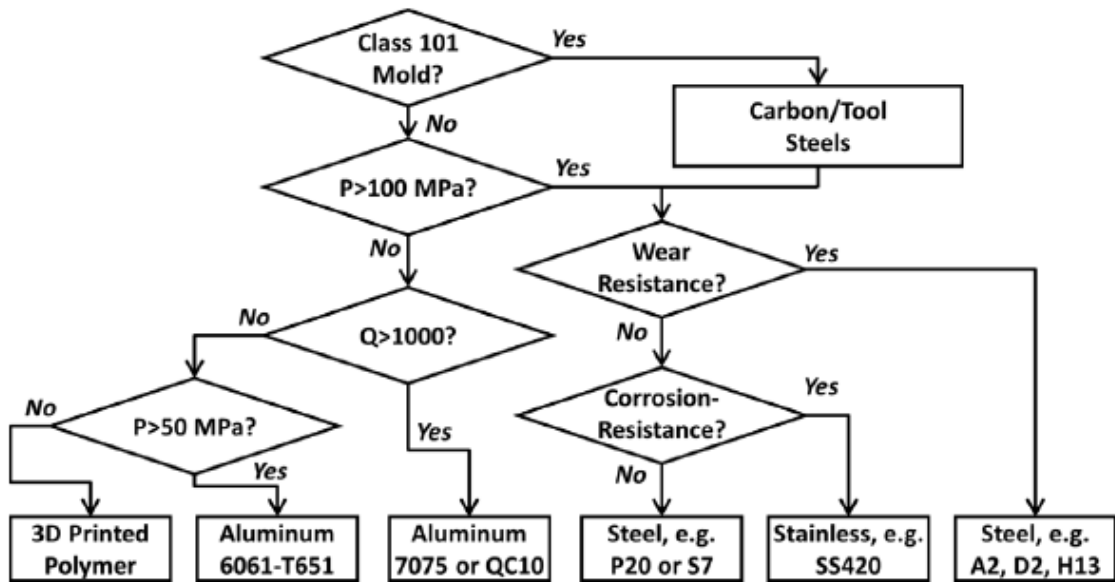 Class 101
Mold?
Yes
Carbon/Tool
Steels
No
P>100 MPa?
Yes
No
Wear
Resistance?
Yes
No
Q>1000?
No
Corrosion-
Resistance?
Yes
No
P>50 MPa?
Yes
Yes
No
3D Printed
Polymer
Aluminum
6061-T651
Aluminum
7075 or QC10
Steel, e.g.
P20 or S7
Stainless, e.g.
SS420
Steel, e.g.
A2, D2, H13